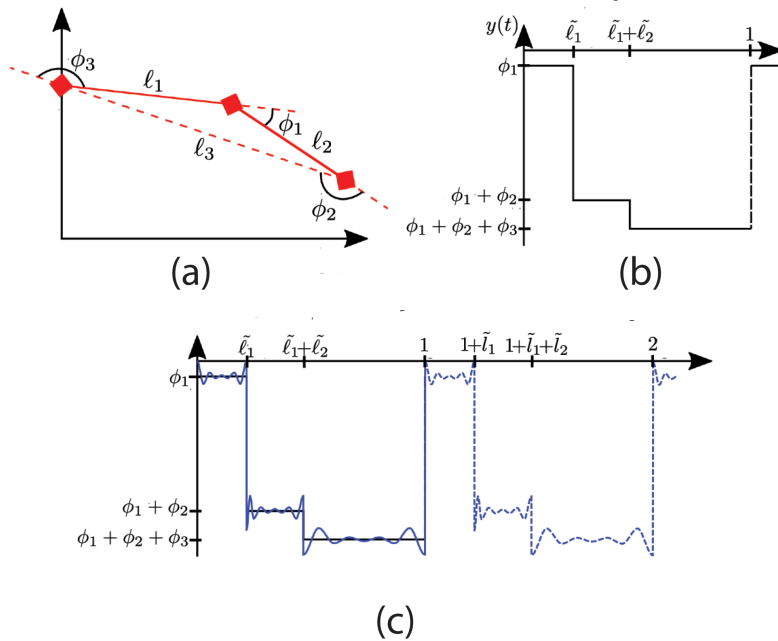 ϕ₃
ℓ₁
ϕ₁
ℓ₂
ℓ₃
ϕ₂
(a)
y(t) ℓ̃₁ ℓ̃₁+ℓ̃₂ 1
ϕ₁
ϕ₁ + ϕ₂
ϕ₁ + ϕ₂ + ϕ₃
(b)
ℓ̃₁ ℓ̃₁+ℓ̃₂ 1 1+l̃₁ 1+l̃₁+l̃₂ 2
ϕ₁
ϕ₁ + ϕ₂
ϕ₁ + ϕ₂ + ϕ₃
(c)